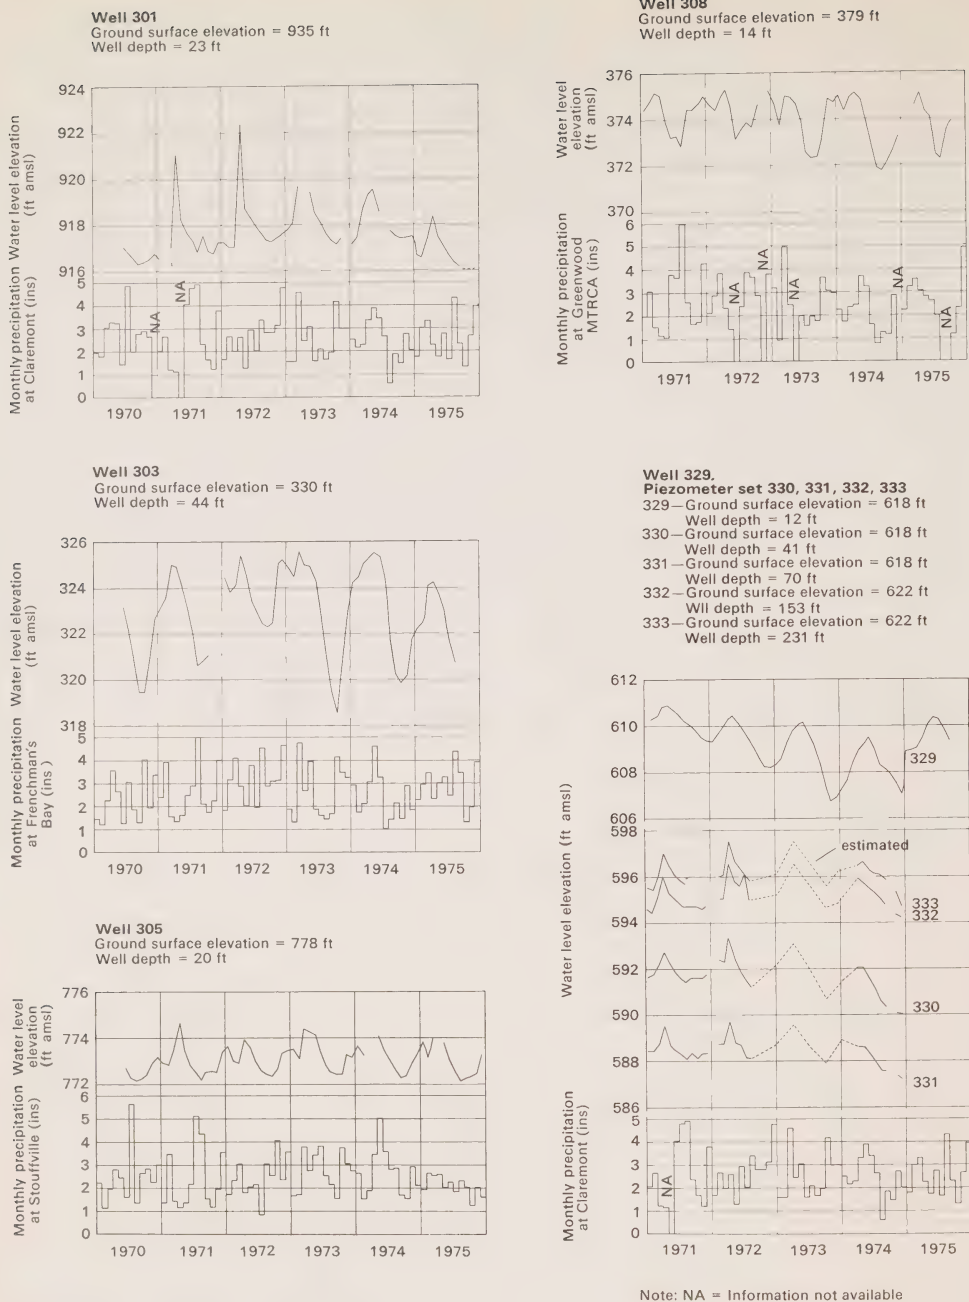 Well 301
Ground surface elevation = 935 ft
Well depth = 23 ft
924
922
920
918
916
Water level elevation
(ft amsl)
5
4
3
2
1
0
Monthly precipitation
at Claremont (ins)
NA
NA
1970 1971 1972 1973 1974 1975
Well 303
Ground surface elevation = 330 ft
Well depth = 44 ft
326
324
322
320
318
Water level elevation
(ft amsl)
5
4
3
2
1
0
Monthly precipitation
at Frenchman's
Bay (ins)
1970 1971 1972 1973 1974 1975
Well 305
Ground surface elevation = 778 ft
Well depth = 20 ft
776
774
772
Water level
elevation
(ft amsl)
6
5
4
3
2
1
0
Monthly precipitation
at Stouffville (ins)
1970 1971 1972 1973 1974 1975
Well 308
Ground surface elevation = 379 ft
Well depth = 14 ft
376
374
372
370
Water level
elevation
(ft amsl)
6
5
4
3
2
1
0
Monthly precipitation
at Greenwood
MTRCA (ins)
NA
NA
NA
NA
NA
1971 1972 1973 1974 1975
Well 329.
Piezometer set 330, 331, 332, 333
329—Ground surface elevation = 618 ft
Well depth = 12 ft
330—Ground surface elevation = 618 ft
Well depth = 41 ft
331—Ground surface elevation = 618 ft
Well depth = 70 ft
332—Ground surface elevation = 622 ft
Wll depth = 153 ft
333—Ground surface elevation = 622 ft
Well depth = 231 ft
612
610
608
606
598
596
594
592
590
588
586
Water level elevation (ft amsl)
329
estimated
333
332
330
331
5
4
3
2
1
0
Monthly precipitation
at Claremont (ins)
NA
1971 1972 1973 1974 1975
Note: NA = Information not available